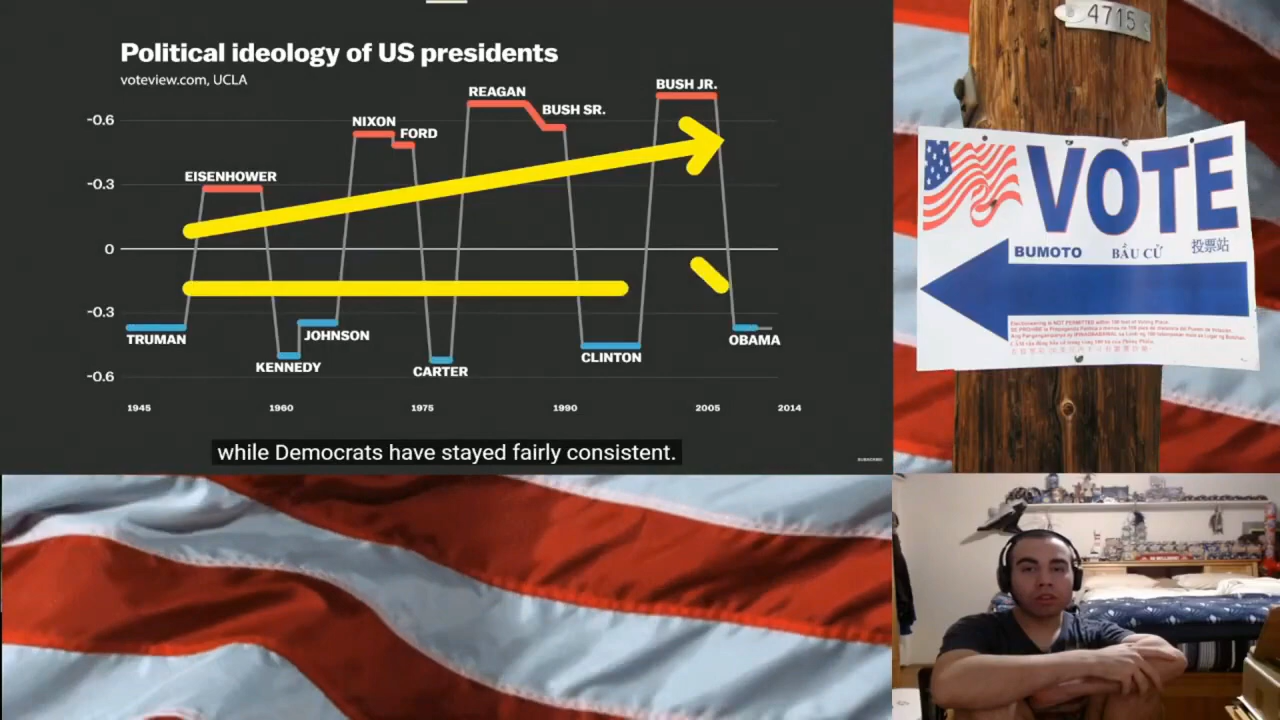 Political ideology of US presidents
voteview.com, UCLA
BUSH JR.
REAGAN
BUSH SR.
NIXON
FORD
EISENHOWER
-0.6
-0.3
0
-0.3
-0.6
TRUMAN
KENNEDY
JOHNSON
CARTER
CLINTON
OBAMA
1945 1960 1975 1990 2005 2014
while Democrats have stayed fairly consistent.
4715
VOTE
BUMOTO BẦU CỬ 投票站